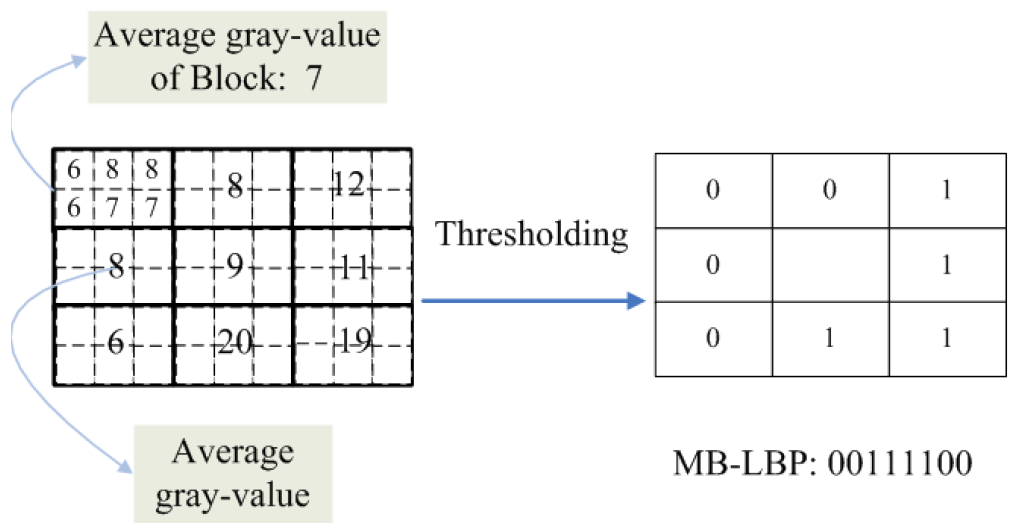 Average gray-value
of Block: 7
6 8 8 8 12
6 7 7
8 9 11
6 20 19
Thresholding
0 0 1
0 1
0 1 1
Average
gray-value
MB-LBP: 00111100